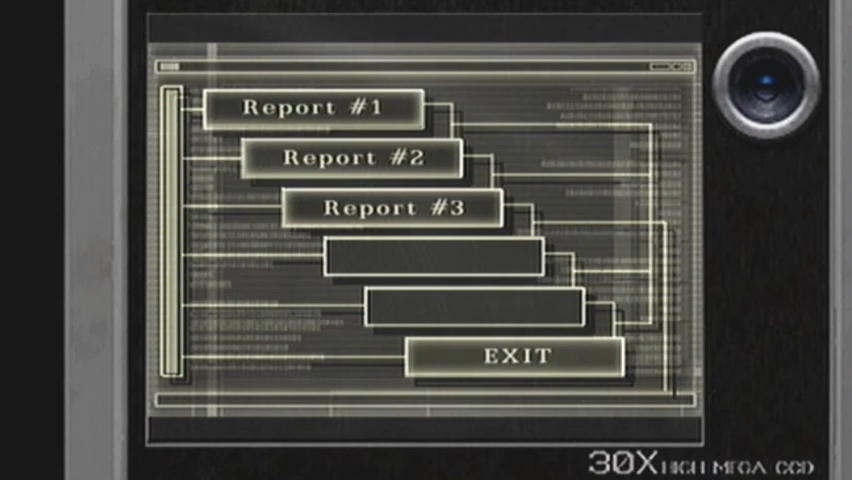 Report #1
Report #2
Report #3
EXIT
30X HIGH MEGA CCD